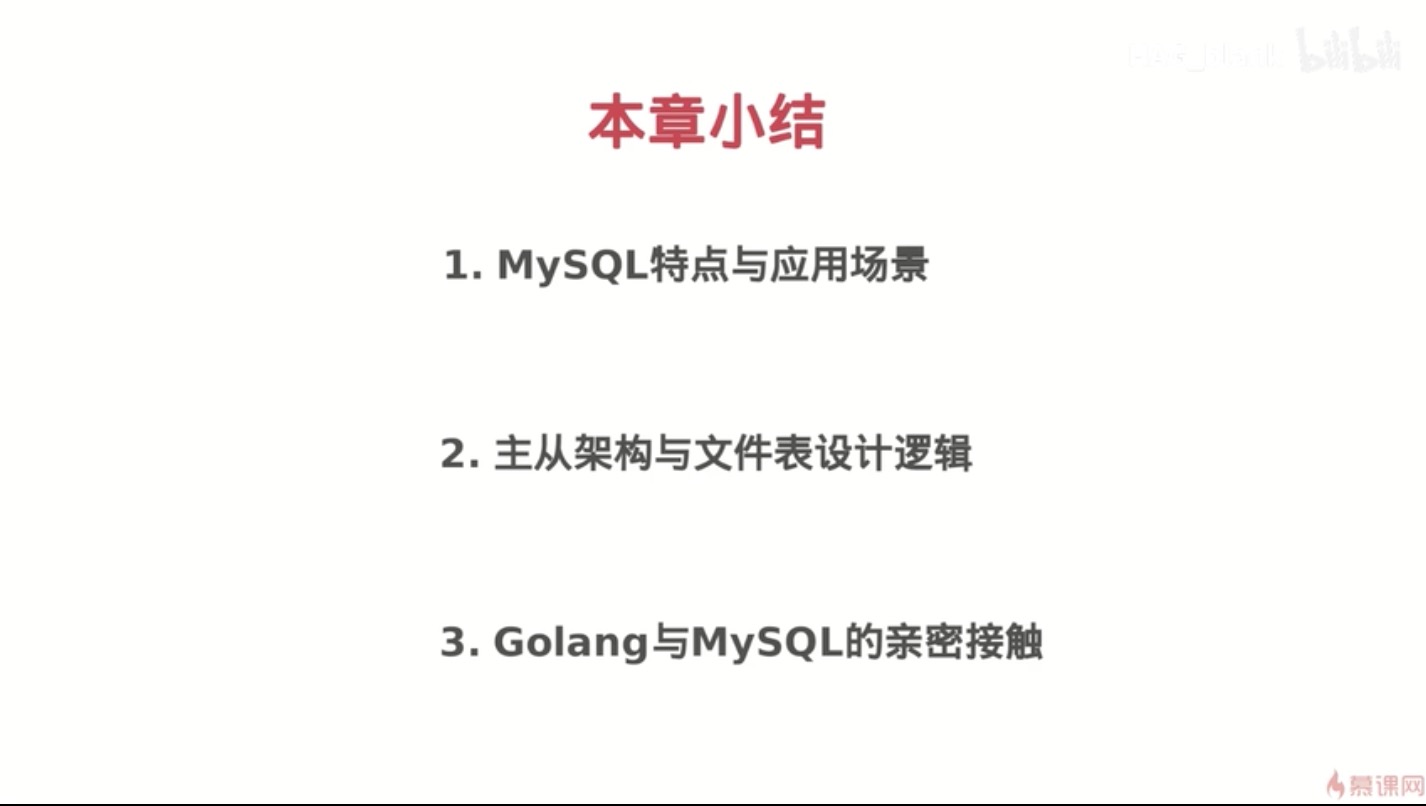 bilibili
本章小结
1. MySQL特点与应用场景
2. 主从架构与文件表设计逻辑
3. Golang与MySQL的亲密接触
慕课网